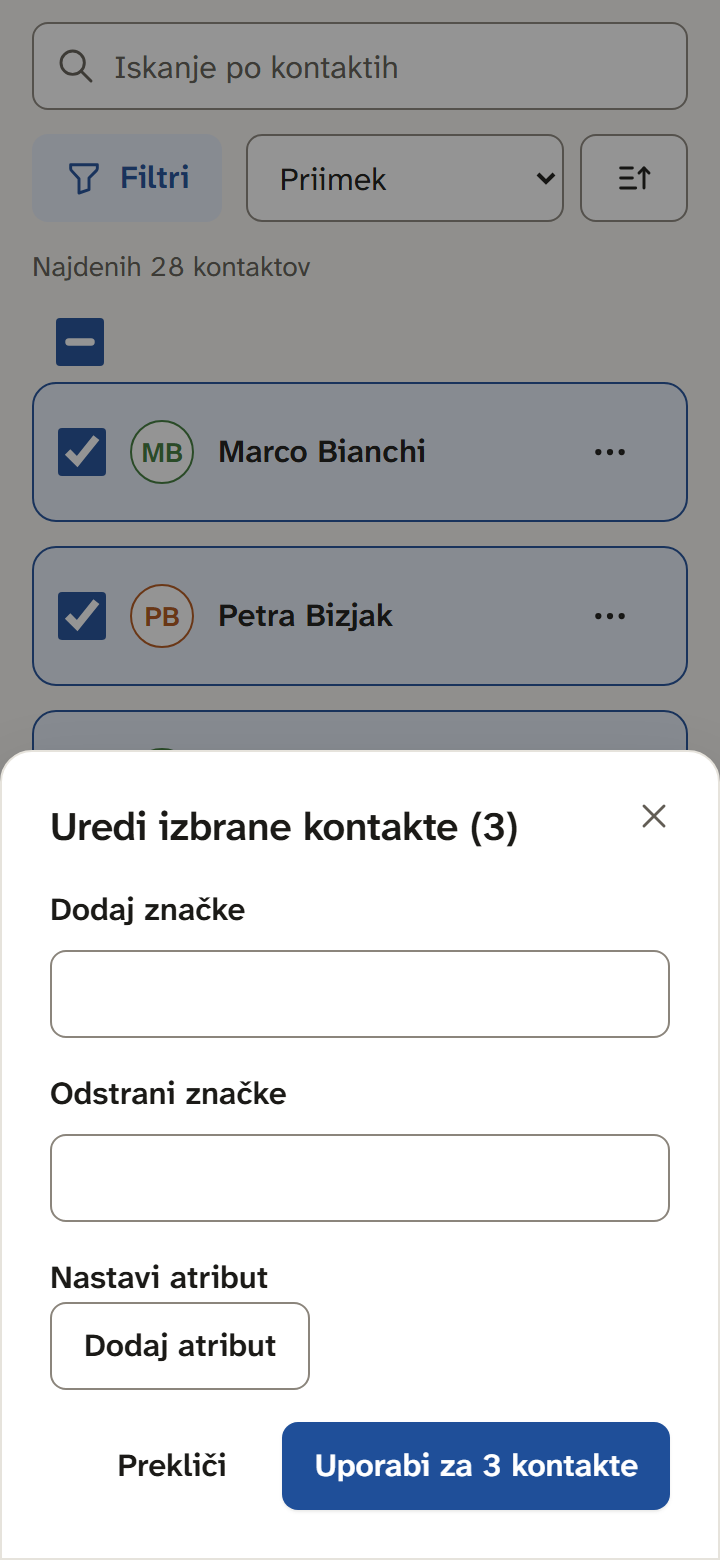 Iskanje po kontaktih
Filtri
Priimek
Najdenih 28 kontaktov
MB Marco Bianchi
PB Petra Bizjak
Uredi izbrane kontakte (3)
Dodaj značke
Odstrani značke
Nastavi atribut
Dodaj atribut
Prekliči
Uporabi za 3 kontakte